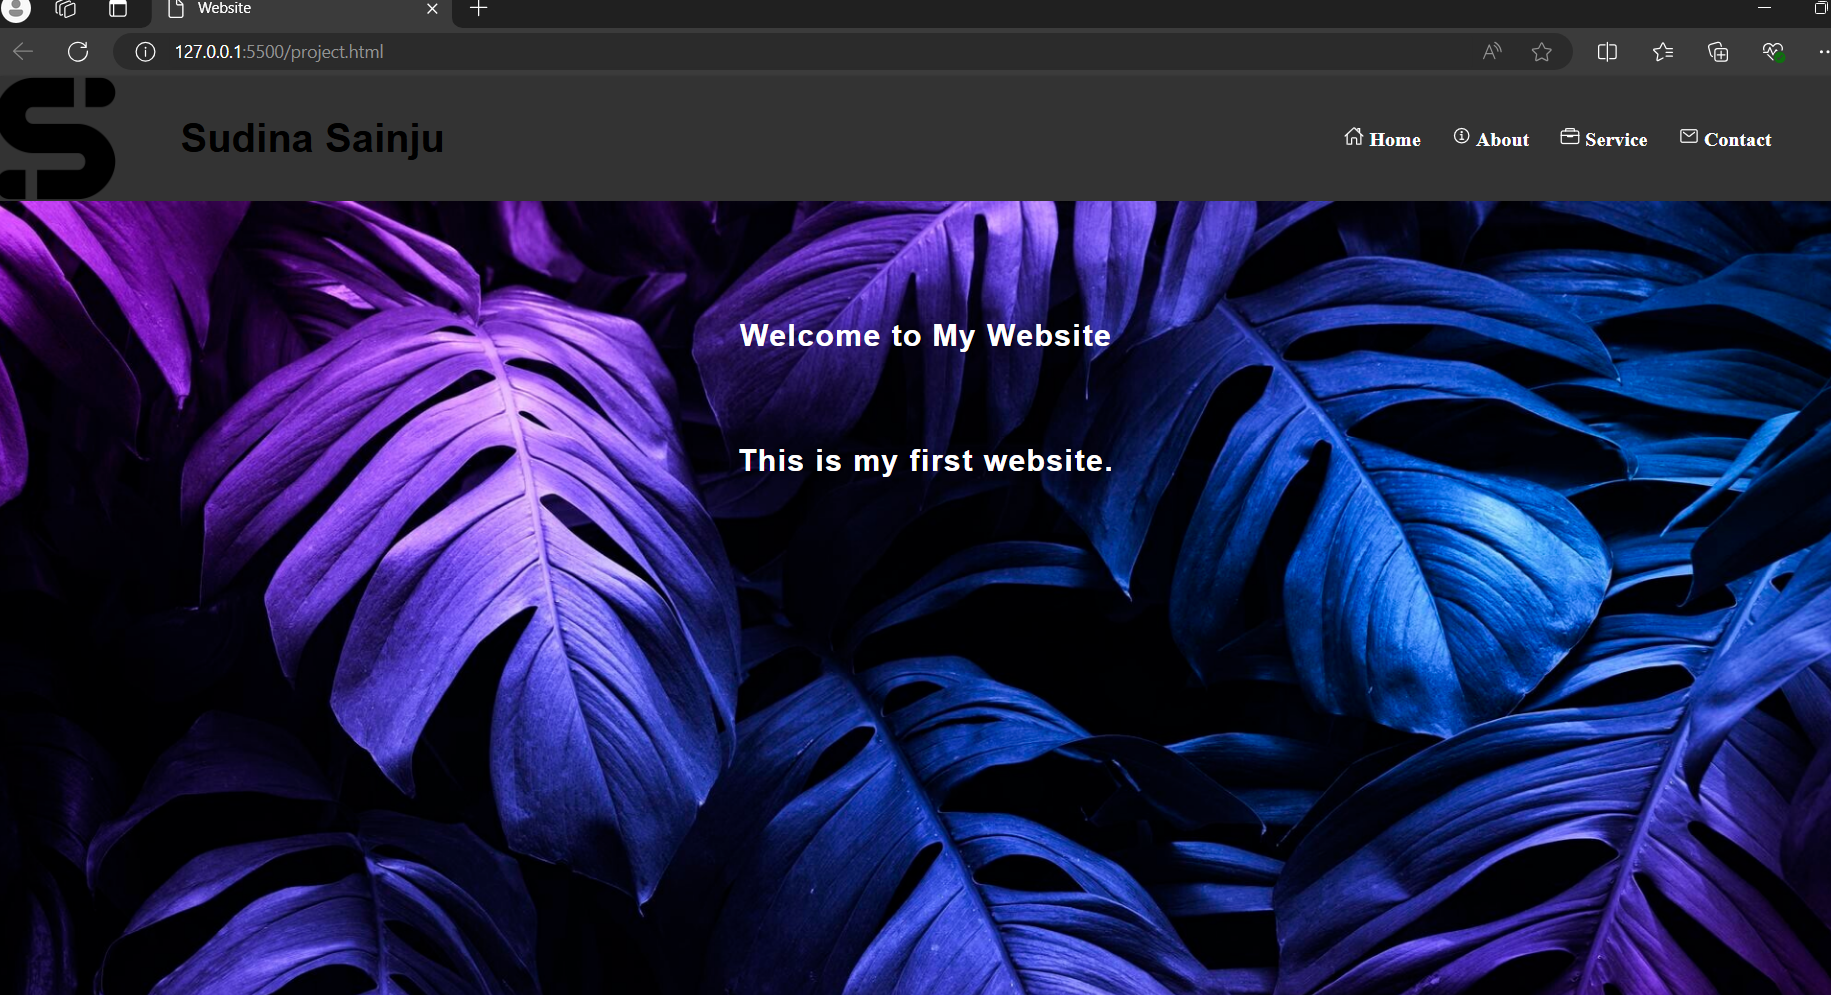 Website
127.0.0.1:5500/project.html
S
Sudina Sainju
Home About Service Contact
Welcome to My Website
This is my first website.